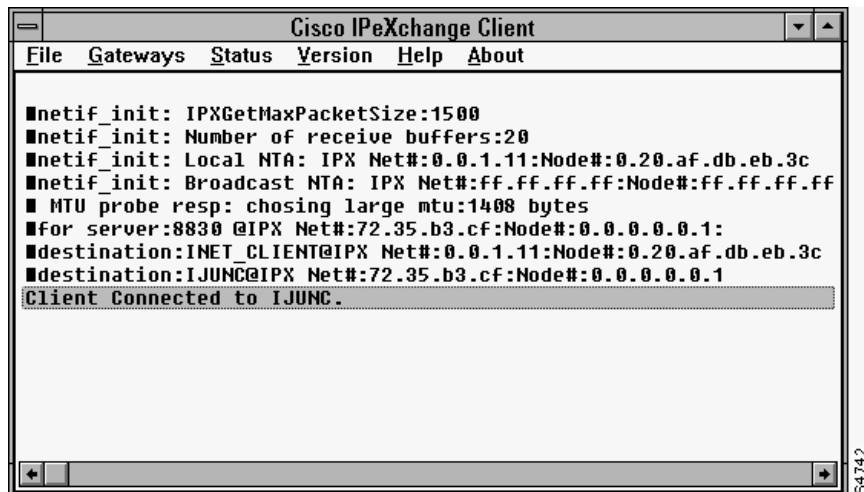 Cisco IPeXchange Client
File Gateways Status Version Help About
netif_init: IPXGetMaxPacketSize:1500
netif_init: Number of receive buffers:20
netif_init: Local NTA: IPX Net#:0.0.1.11:Node#:0.20.af.db.eb.3c
netif_init: Broadcast NTA: IPX Net#:ff.ff.ff.ff:Node#:ff.ff.ff.ff
MTU probe resp: chosing large mtu:1408 bytes
for server:8830 @IPX Net#:72.35.b3.cf:Node#:0.0.0.0.0.1:
destination:INET_CLIENT@IPX Net#:0.0.1.11:Node#:0.20.af.db.eb.3c
destination:IJUNC@IPX Net#:72.35.b3.cf:Node#:0.0.0.0.0.1
Client Connected to IJUNC.
S4742